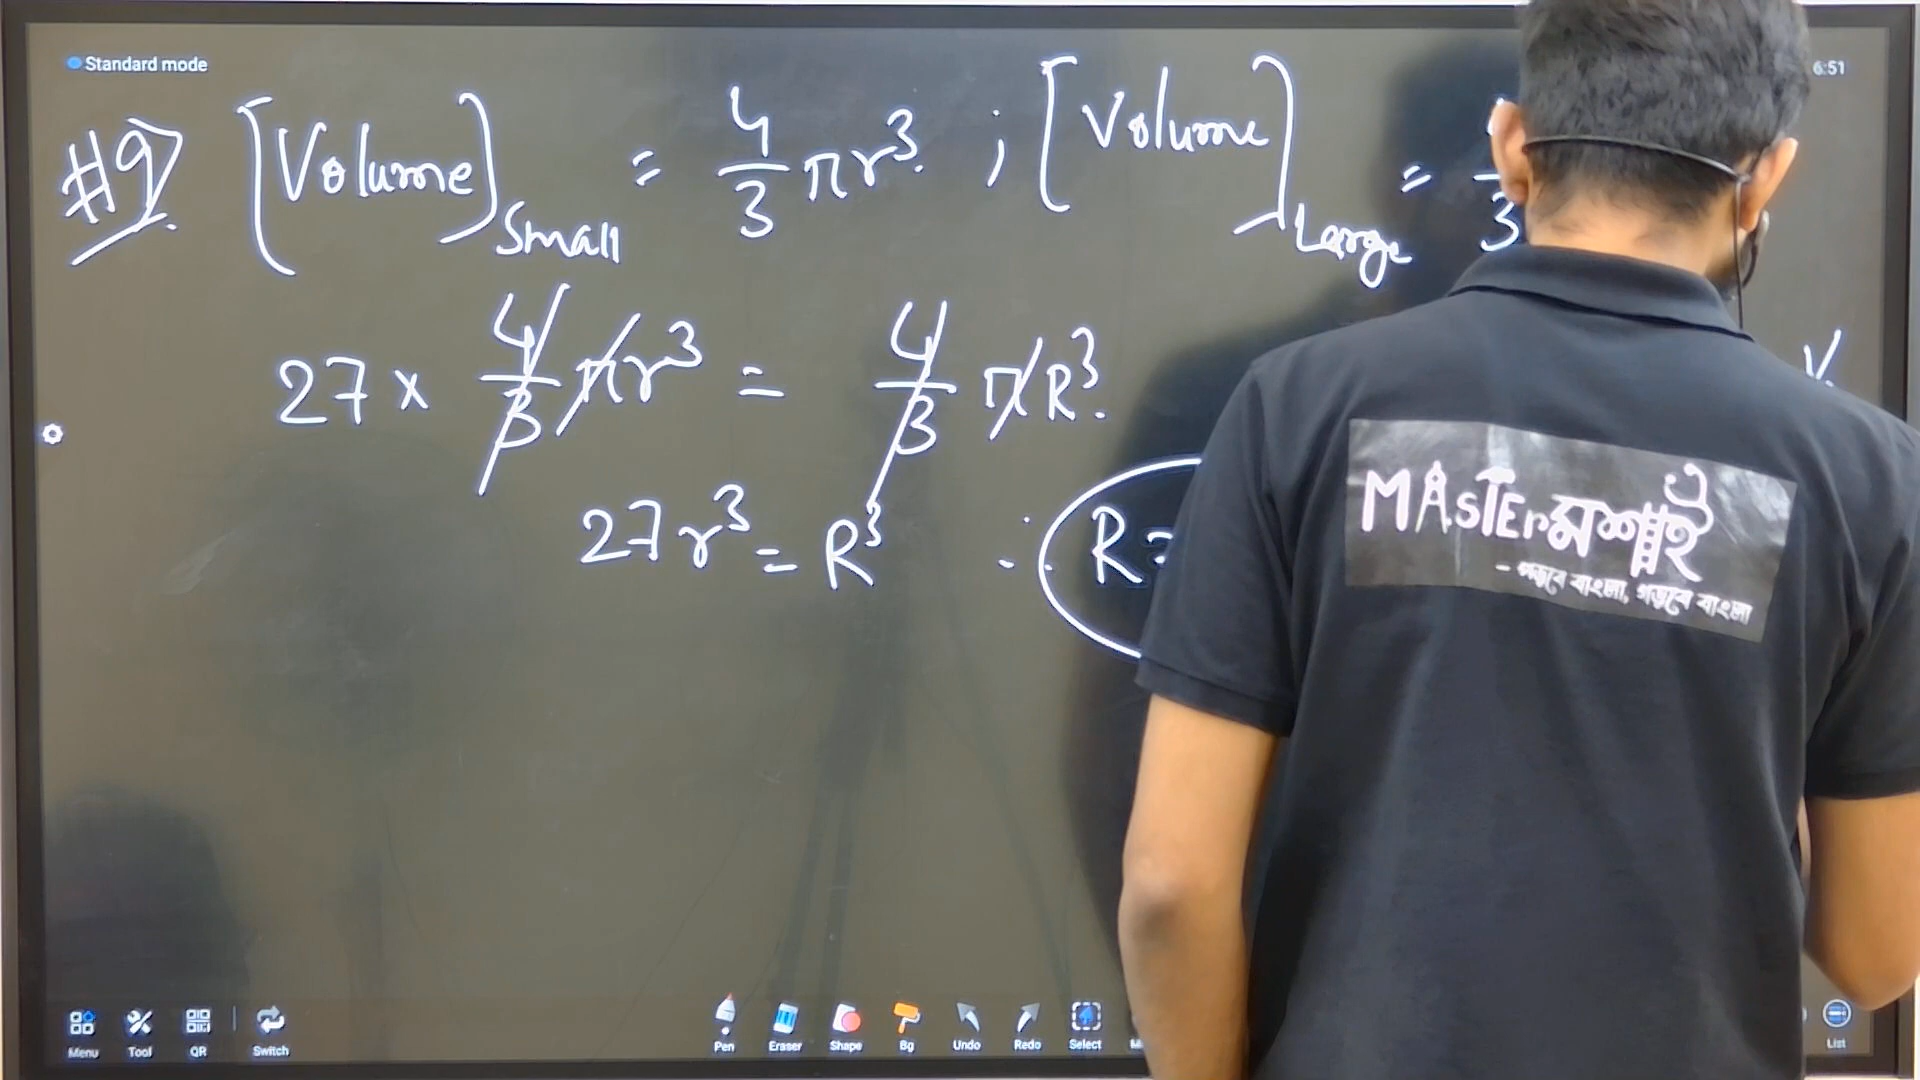 Standard mode
6:51
#9 [Volume]Small = 4/3 πr³. ; [Volume]Large = /3
27 × 4/3 πr³ = 4/3 πR³.
27r³ = R³ ∴ R =
MAsTErমশাই
- পড়বে বাংলা, গড়বে বাংলা
Menu Tool QR Switch Pen Eraser Shape Bg Undo Redo Select List